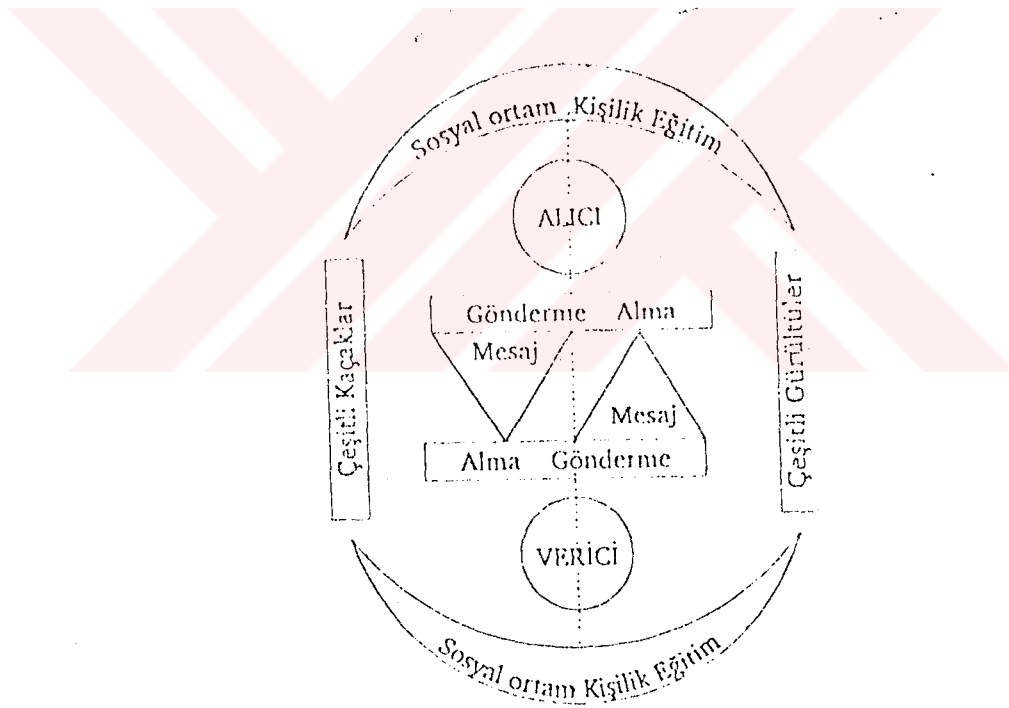 Sosyal ortam Kişilik Eğitim
ALICI
Çeşitli Kaçaklar
Gönderme Alma
Mesaj
Mesaj
Alma Gönderme
Çeşitli Gürültüler
VERİCİ
Sosyal ortam Kişilik Eğitim